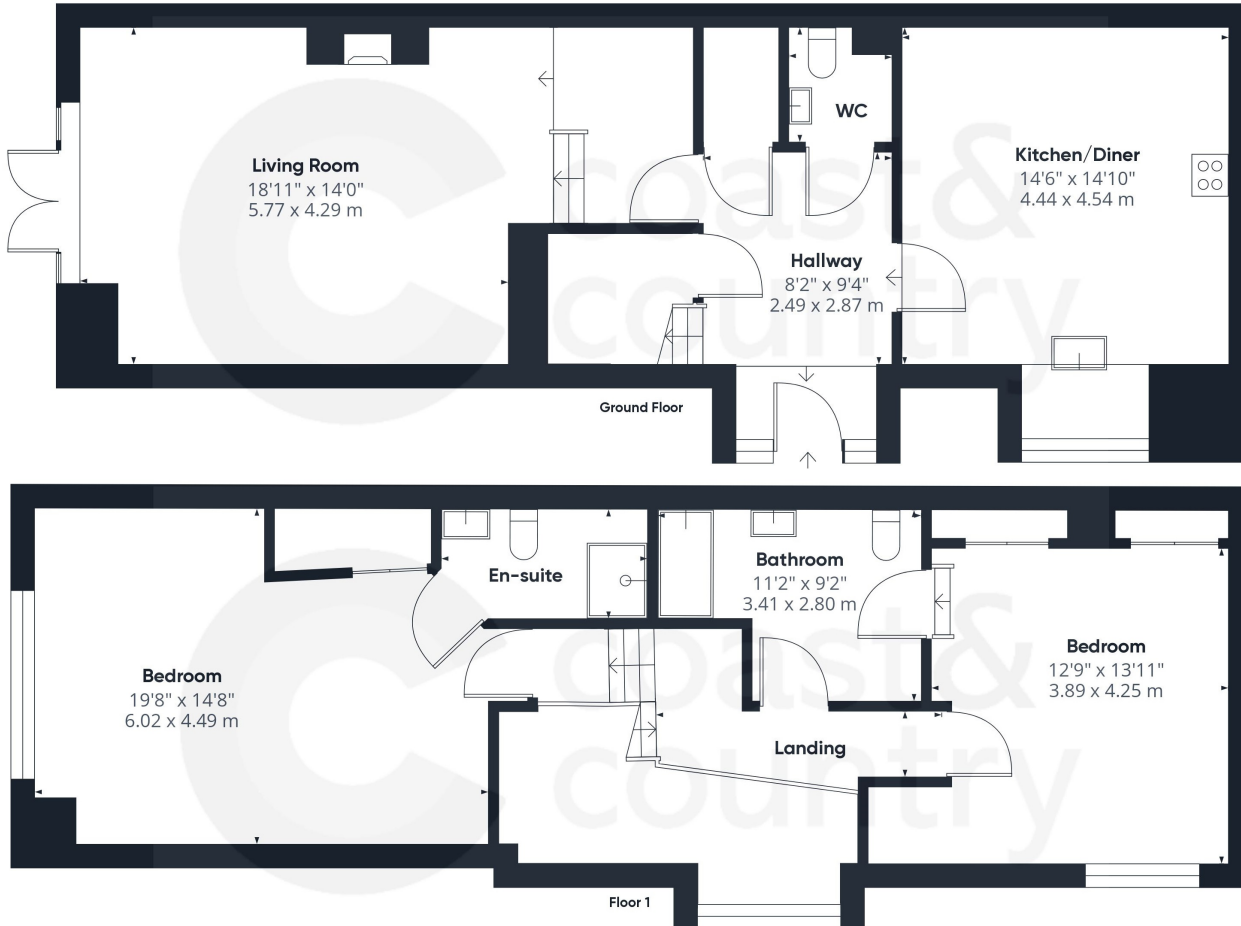 WC
Living Room
18'11" x 14'0"
5.77 x 4.29 m
Kitchen/Diner
14'6" x 14'10"
4.44 x 4.54 m
Hallway
8'2" x 9'4"
2.49 x 2.87 m
coast&
country
Ground Floor
En-suite
Bathroom
11'2" x 9'2"
3.41 x 2.80 m
Bedroom
19'8" x 14'8"
6.02 x 4.49 m
Bedroom
12'9" x 13'11"
3.89 x 4.25 m
Landing
coast&
country
Floor 1